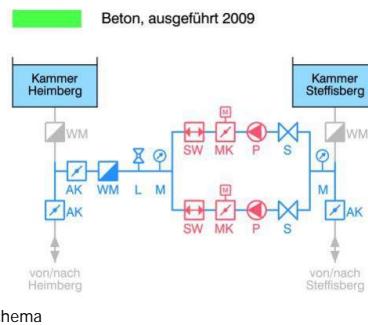 Beton, ausgeführt 2009
Kammer
Heimberg
Kammer
Steffisberg
WM
WM
M
M
SW MK P S
AK WM L M
M
AK
AK
SW MK P S
von/nach
Heimberg
von/nach
Steffisberg
hema